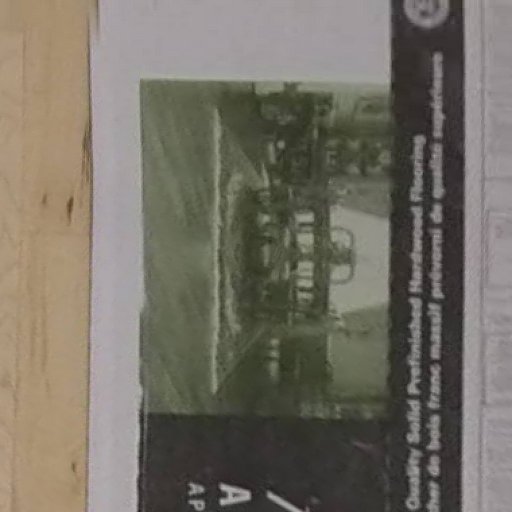 Quality Solid Prefinished Hardwood Flooring
cher de bois franc massif préverni de qualité supérieure
A
AP